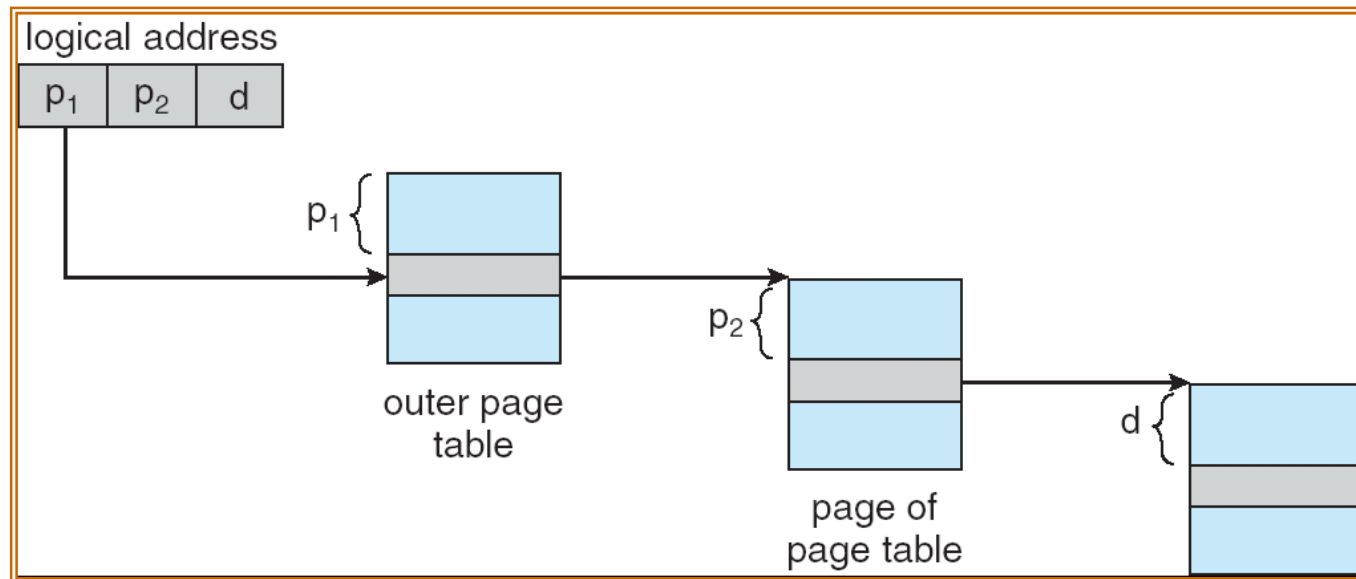 logical address
p₁ p₂ d
p₁
outer page
table
p₂
page of
page table
d